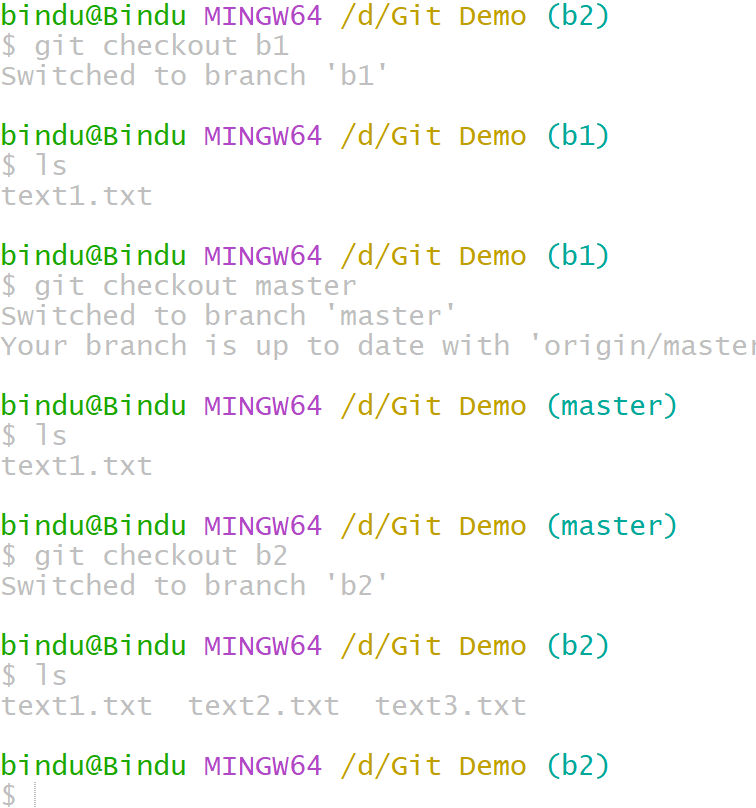 bindu@Bindu MINGW64 /d/Git Demo (b2)
$ git checkout b1
Switched to branch 'b1'
bindu@Bindu MINGW64 /d/Git Demo (b1)
$ ls
text1.txt
bindu@Bindu MINGW64 /d/Git Demo (b1)
$ git checkout master
Switched to branch 'master'
Your branch is up to date with 'origin/master
bindu@Bindu MINGW64 /d/Git Demo (master)
$ ls
text1.txt
bindu@Bindu MINGW64 /d/Git Demo (master)
$ git checkout b2
Switched to branch 'b2'
bindu@Bindu MINGW64 /d/Git Demo (b2)
$ ls
text1.txt  text2.txt  text3.txt
bindu@Bindu MINGW64 /d/Git Demo (b2)
$